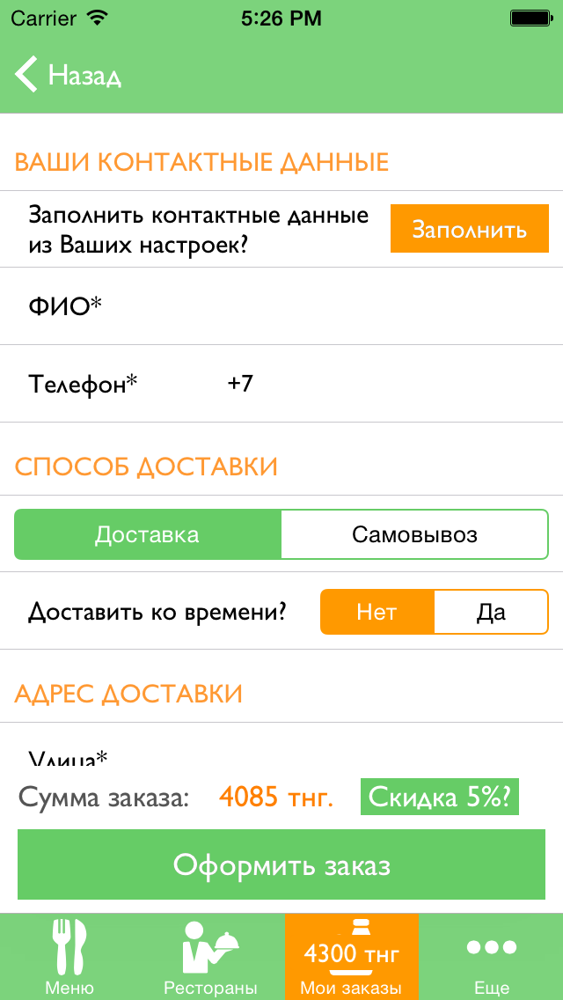 Carrier 5:26 PM
Назад
ВАШИ КОНТАКТНЫЕ ДАННЫЕ
Заполнить контактные данные
из Ваших настроек?
Заполнить
ФИО*
Телефон* +7
СПОСОБ ДОСТАВКИ
Доставка Самовывоз
Доставить ко времени? Нет Да
АДРЕС ДОСТАВКИ
Улица*
Сумма заказа: 4085 тнг. Скидка 5%?
Оформить заказ
4300 тнг
Меню Рестораны Мои заказы Еще